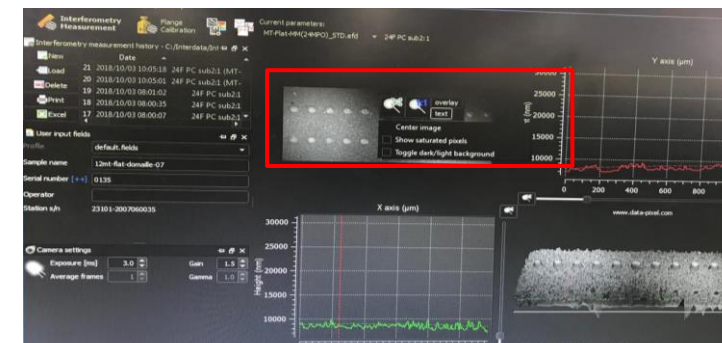 Interferometry
Measurement
Flange
Calibration
Current parameters:
MT-Flat-HM(24MPO)_STD.efd
24F PC sub2:1
Interferometry measurement history - C:/Interdata/Int
New
Date
Load
21 2018/10/03 10:05:18 24F PC sub2:1 (MT-
Delete
20 2018/10/03 10:05:01 24F PC sub2:1 (MT-
19 2018/10/03 08:01:02 24F PC sub2:1
Print
18 2018/10/03 08:00:35 24F PC sub2:1
Excel
17 2018/10/03 08:00:07 24F PC sub2:1
User input fields
Profile
default.fields
Sample name
12mt-flat-domaille-07
Serial number [++]
0135
Operator
Station s/n
23101-2007060035
Camera settings
Exposure [ms]
3.0
Gain
1.5
Average frames
1
Gamma
1.0
overlay
text
Center image
Show saturated pixels
Toggle dark/light background
Y axis (µm)
30000
25000
20000
15000
10000
0 200 400 600 800
www.data-pixel.com
X axis (µm)
Height (nm)
30000
20000
15000
10000